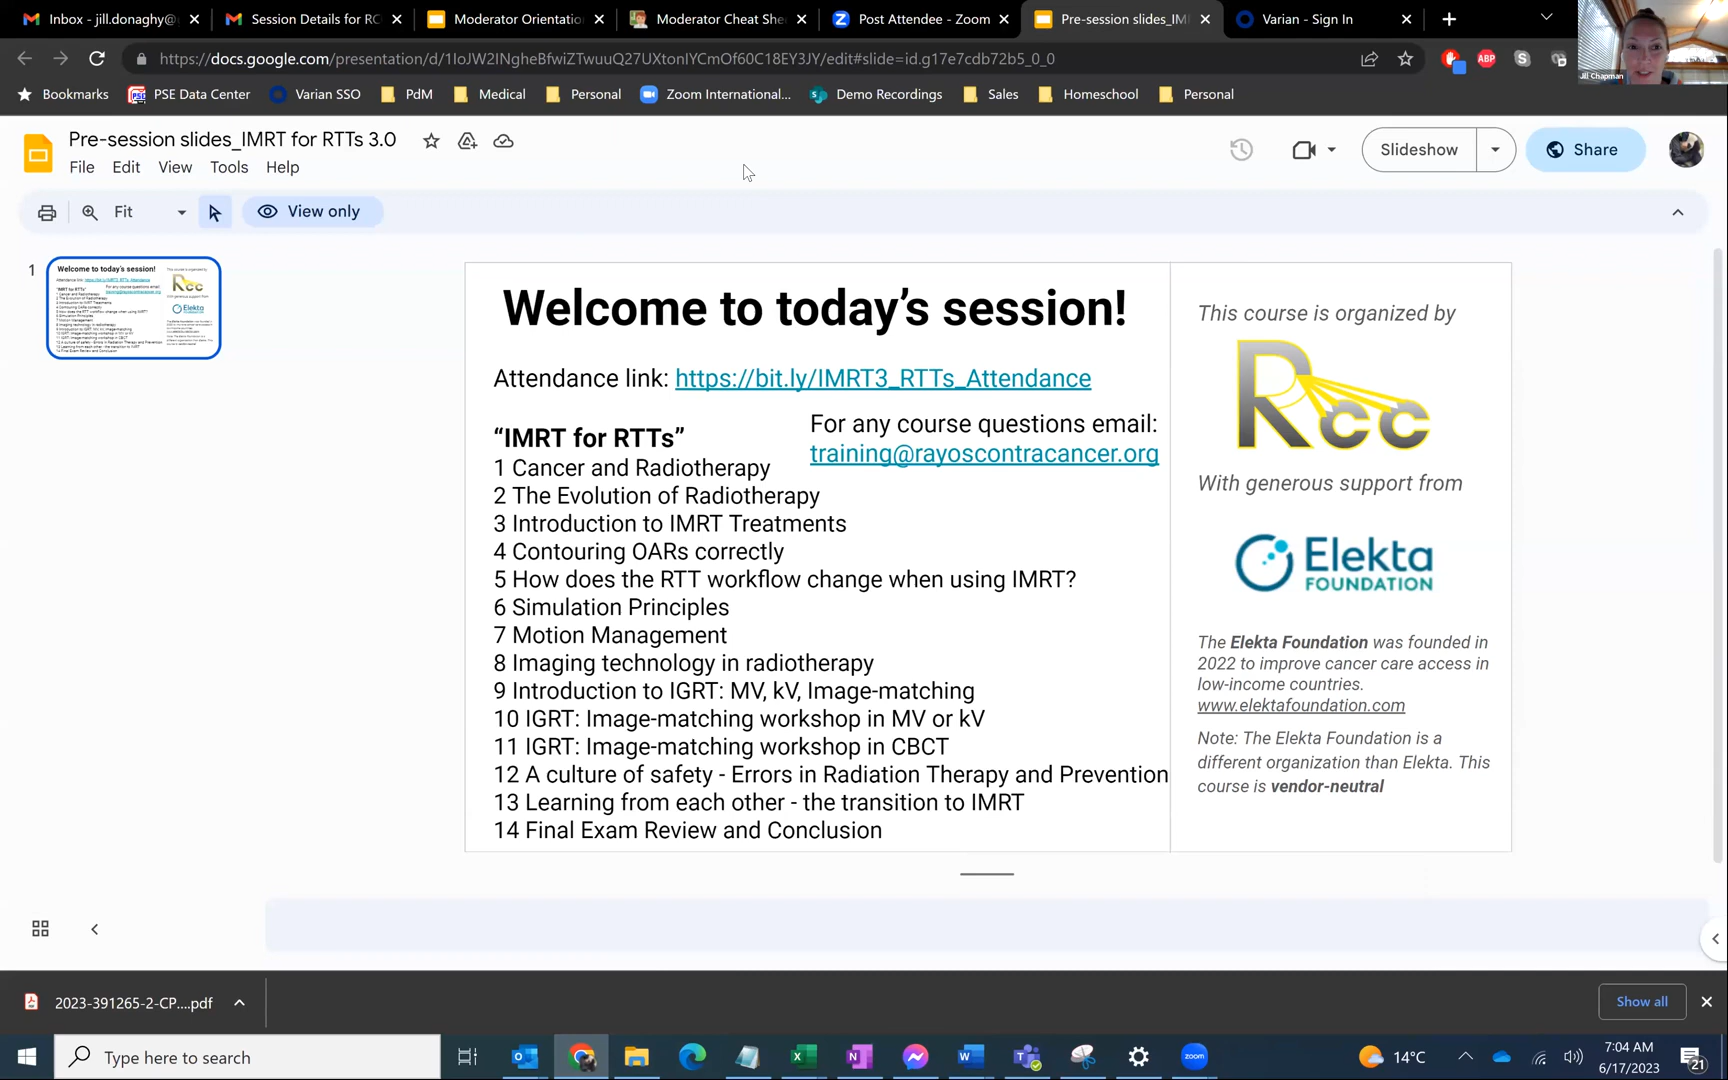 Inbox - jill.donaghy@
Session Details for RC
Moderator Orientatio
Moderator Cheat She
Post Attendee - Zoom
Pre-session slides_IM
Varian - Sign In
https://docs.google.com/presentation/d/1IoJW2INgheBfwiZTwuuQ27UXtonIYCmOf60C18EY3JY/edit#slide=id.g17e7cdb72b5_0_0
Jill Chapman
Bookmarks
PSE Data Center
Varian SSO
PdM
Medical
Personal
Zoom International...
Demo Recordings
Sales
Homeschool
Personal
Pre-session slides_IMRT for RTTs 3.0
File Edit View Tools Help
Slideshow
Share
Fit
View only
1
Welcome to today's session!
Attendance link: https://bit.ly/IMRT3_RTTs_Attendance
For any course questions email:
training@rayoscontracancer.org
“IMRT for RTTs”
1 Cancer and Radiotherapy
2 The Evolution of Radiotherapy
3 Introduction to IMRT Treatments
4 Contouring OARs correctly
5 How does the RTT workflow change when using IMRT?
6 Simulation Principles
7 Motion Management
8 Imaging technology in radiotherapy
9 Introduction to IGRT: MV, kV, Image-matching
10 IGRT: Image-matching workshop in MV or kV
11 IGRT: Image-matching workshop in CBCT
12 A culture of safety - Errors in Radiation Therapy and Prevention
13 Learning from each other - the transition to IMRT
14 Final Exam Review and Conclusion
This course is organized by
Rcc
With generous support from
Elekta
FOUNDATION
The Elekta Foundation was founded in
2022 to improve cancer care access in
low-income countries.
www.elektafoundation.com
Note: The Elekta Foundation is a
different organization than Elekta. This
course is vendor-neutral
2023-391265-2-CP....pdf
Show all
Type here to search
14°C
7:04 AM
6/17/2023
21